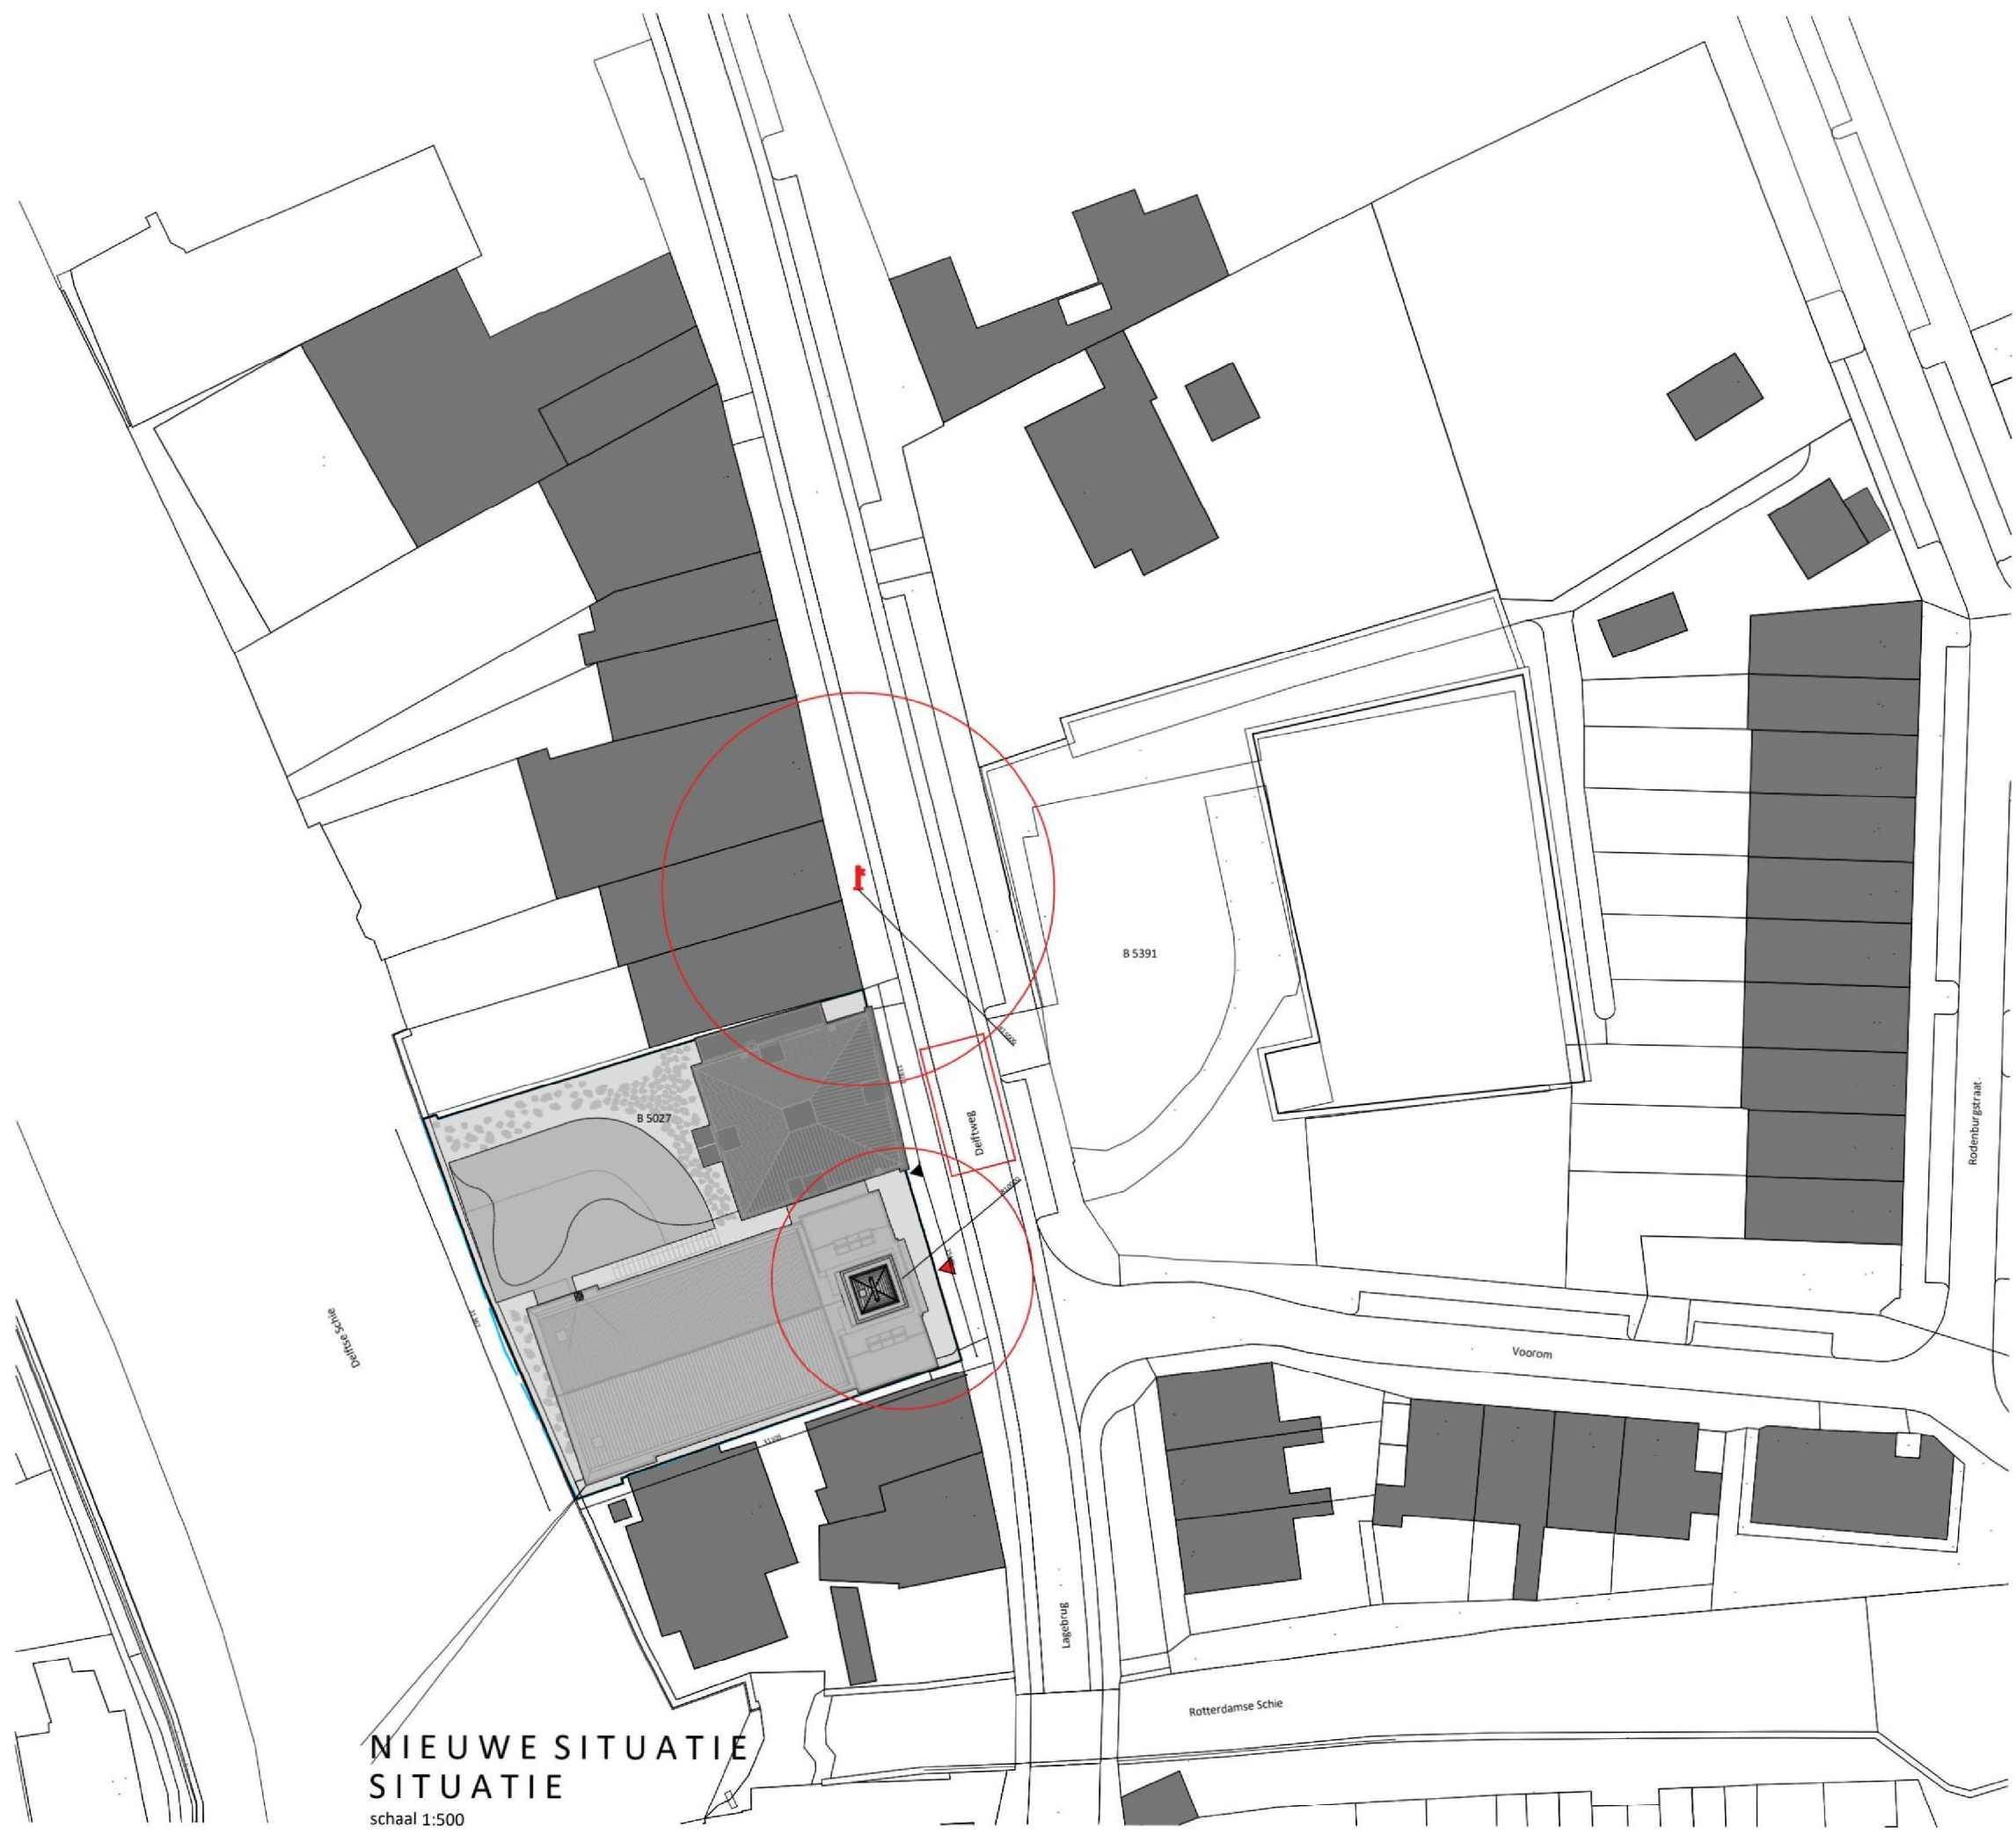 B 5391
B 5027
Delftweg
Rodenburgstraat
Delftse Schie
Voorom
Lagebrug
Rotterdamse Schie
NIEUWE SITUATIE
SITUATIE
schaal 1:500